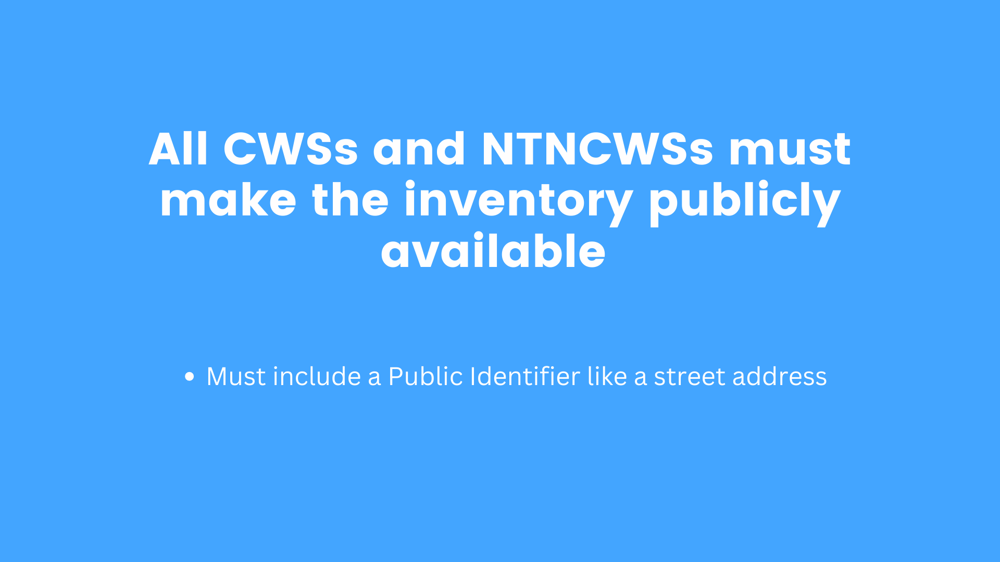 All CWSs and NTNCWSs must
make the inventory publicly
available
• Must include a Public Identifier like a street address